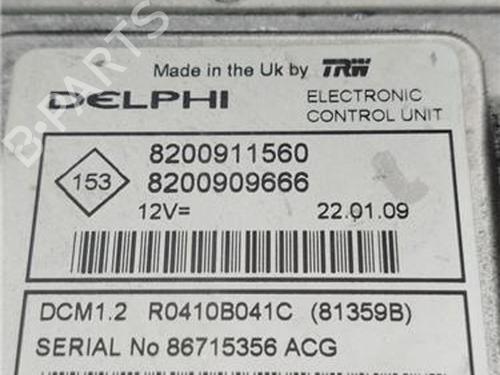 Made in the Uk by TRW
DELPHI
ELECTRONIC
CONTROL UNIT
153
8200911560
8200909666
12V= 22.01.09
DCM1.2 R0410B041C (81359B)
SERIAL No 86715356 ACG
B-PARTS